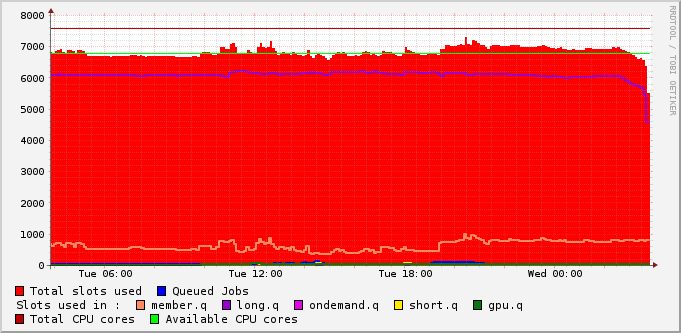 8000
7000
6000
5000
4000
3000
2000
1000
0
Tue 06:00 Tue 12:00 Tue 18:00 Wed 00:00
Total slots used Queued Jobs
Slots used in : member.q long.q ondemand.q short.q gpu.q
Total CPU cores Available CPU cores
RRDTOOL / TOBI OETIKER